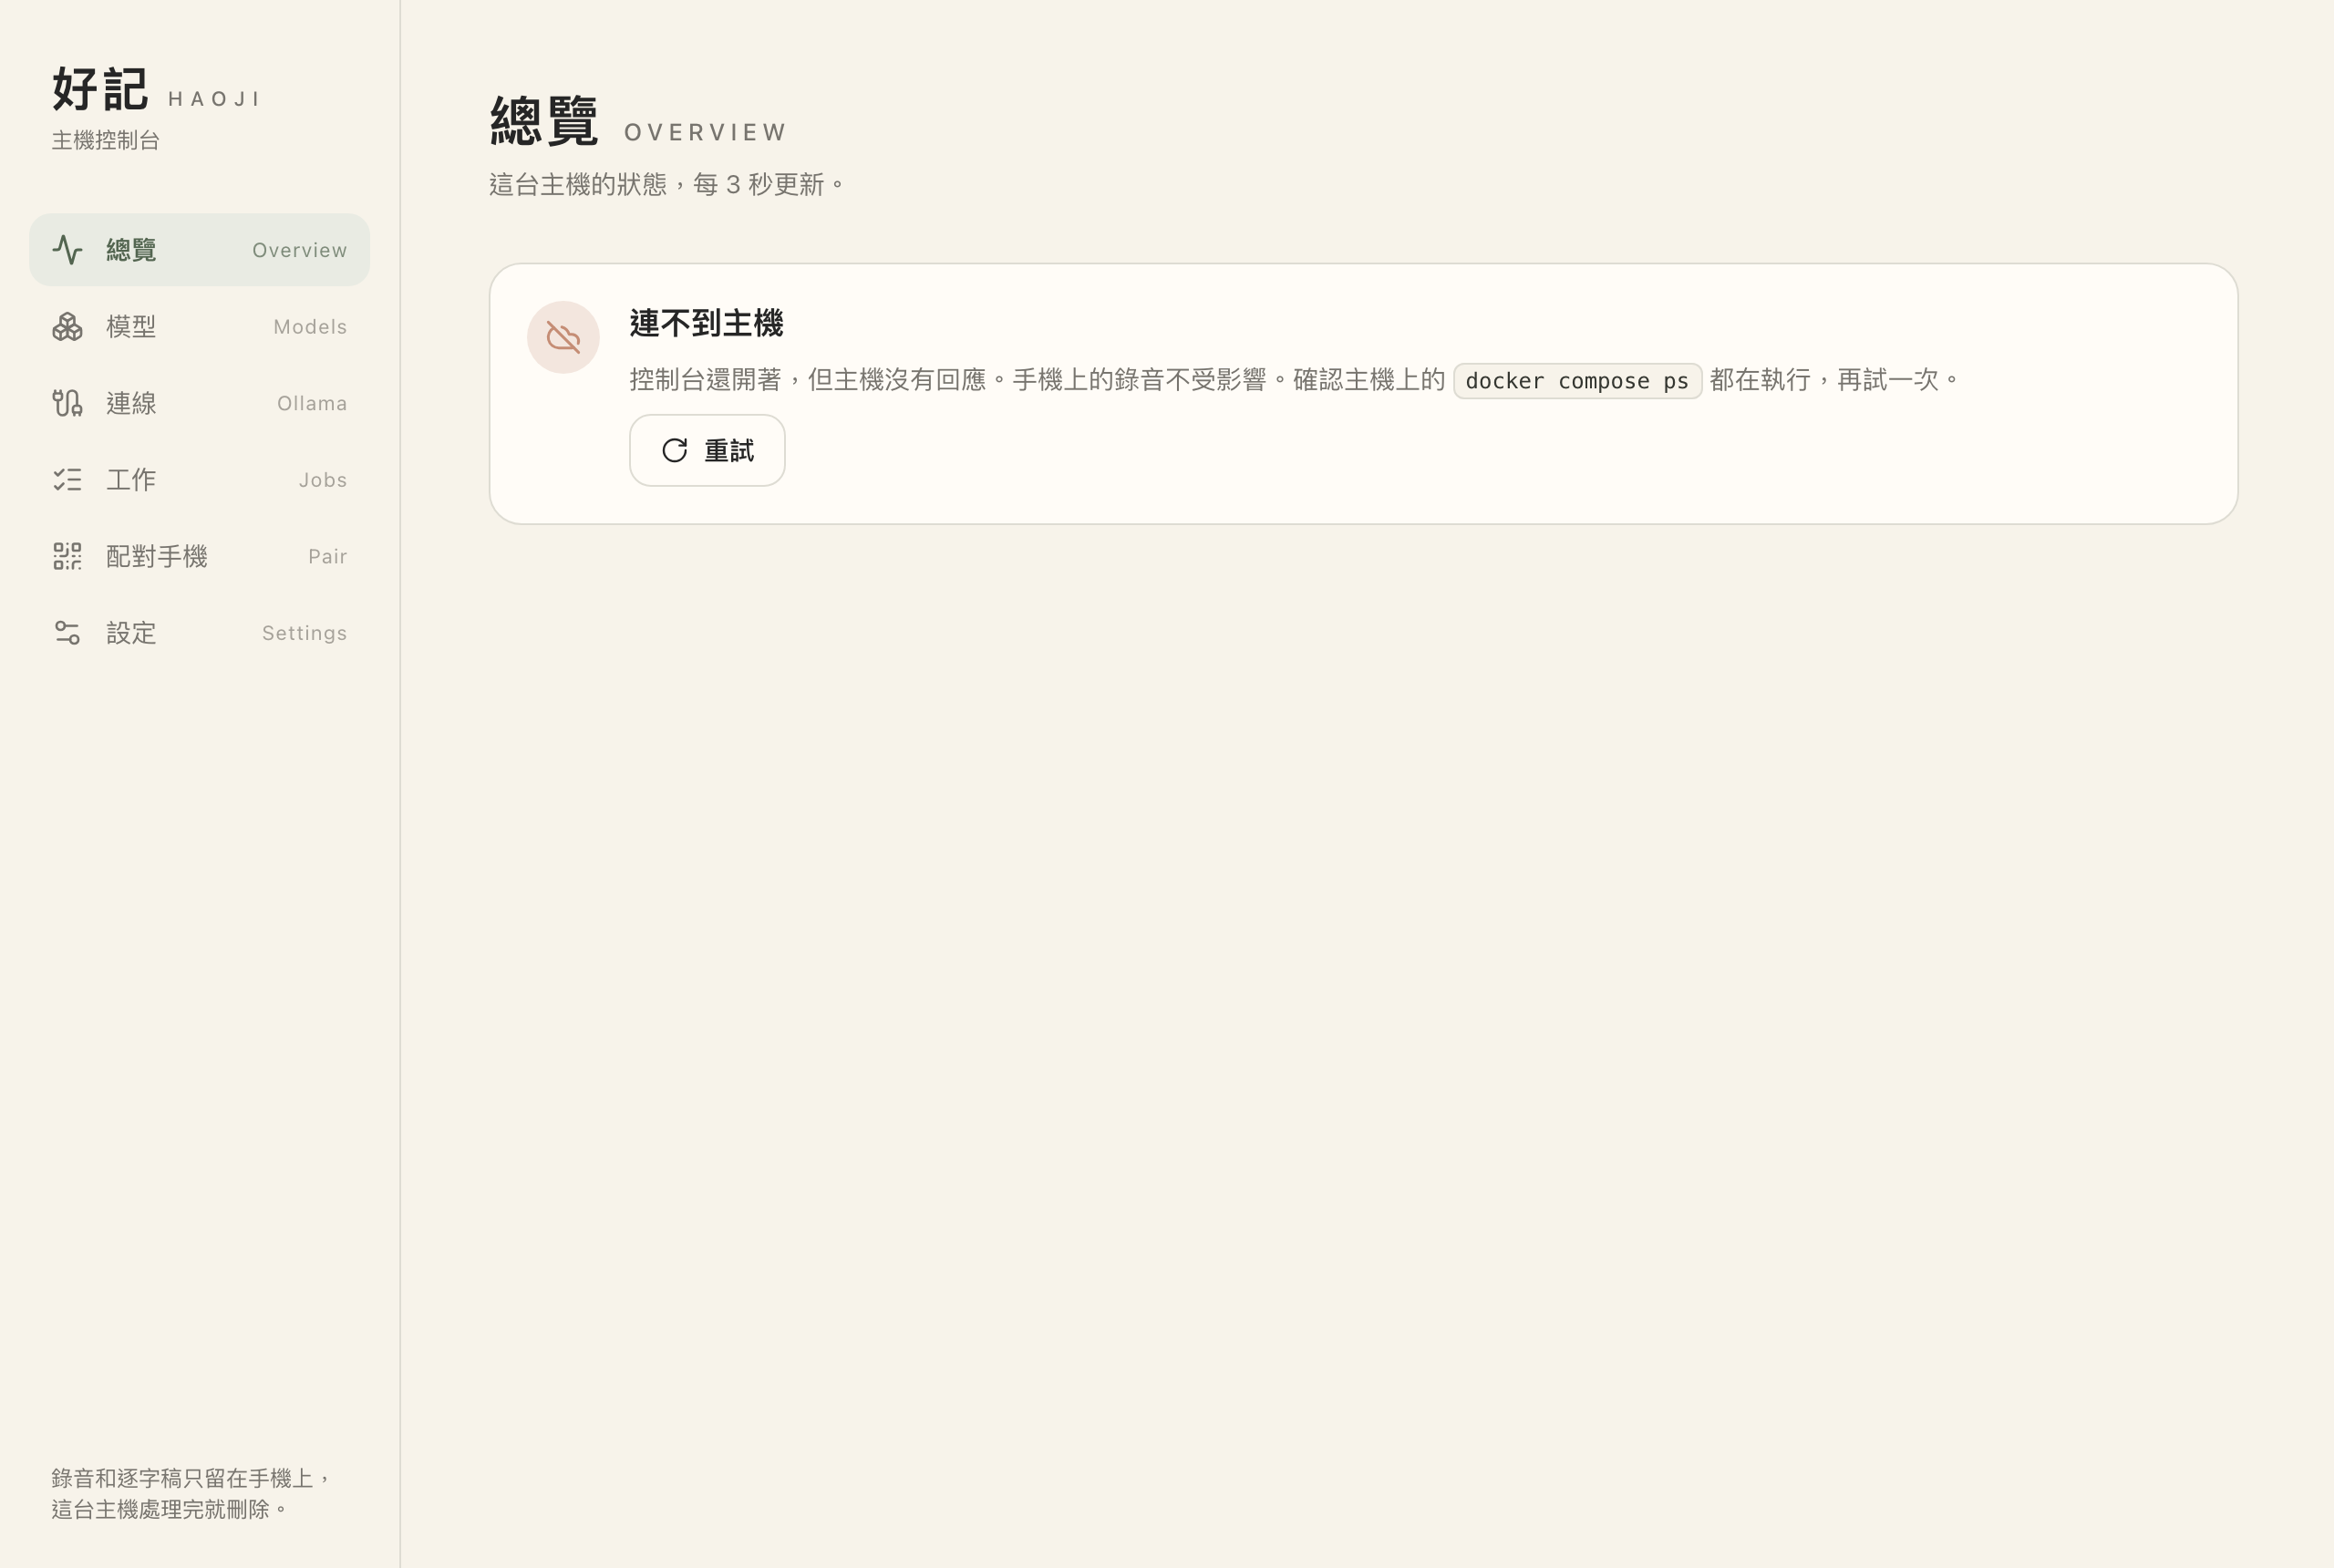 好記 HAOJI
主機控制台
總覽 Overview
模型 Models
連線 Ollama
工作 Jobs
配對手機 Pair
設定 Settings
錄音和逐字稿只留在手機上，
這台主機處理完就刪除。
總覽 OVERVIEW
這台主機的狀態，每 3 秒更新。
連不到主機
控制台還開著，但主機沒有回應。手機上的錄音不受影響。確認主機上的 docker compose ps 都在執行，再試一次。
重試